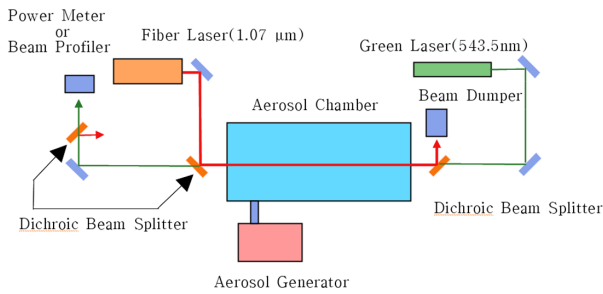 Power Meter
or
Beam Profiler
Fiber Laser(1.07 μm)
Green Laser(543.5nm)
Beam Dumper
Aerosol Chamber
Dichroic Beam Splitter
Dichroic Beam Splitter
Aerosol Generator